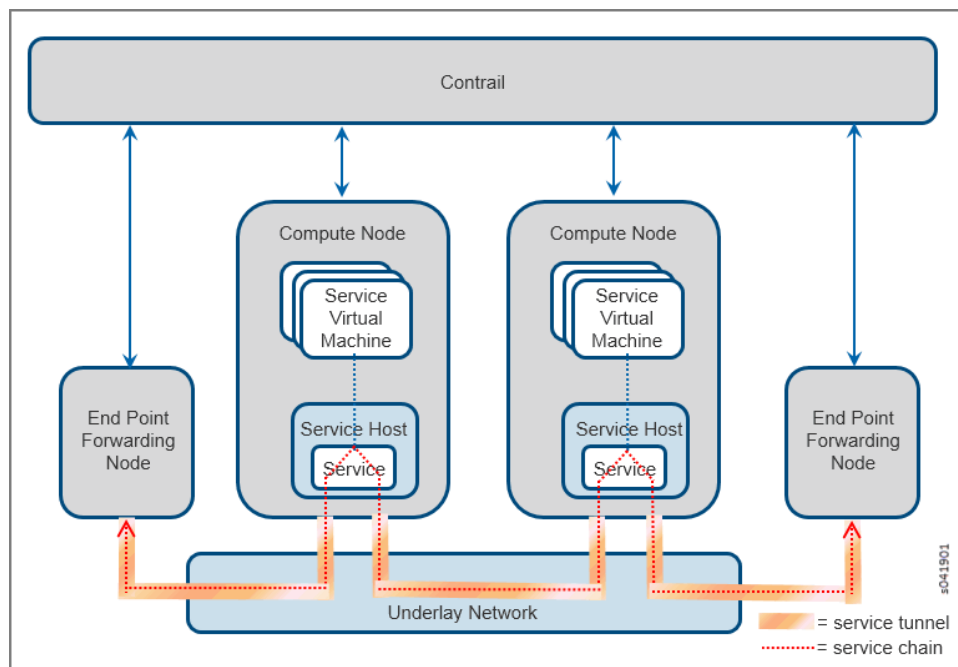 Contrail
Compute Node
Service
Virtual
Machine
Service Host
Service
Compute Node
Service
Virtual
Machine
Service Host
Service
End Point
Forwarding
Node
End Point
Forwarding
Node
Underlay Network
= service tunnel
= service chain
s041901